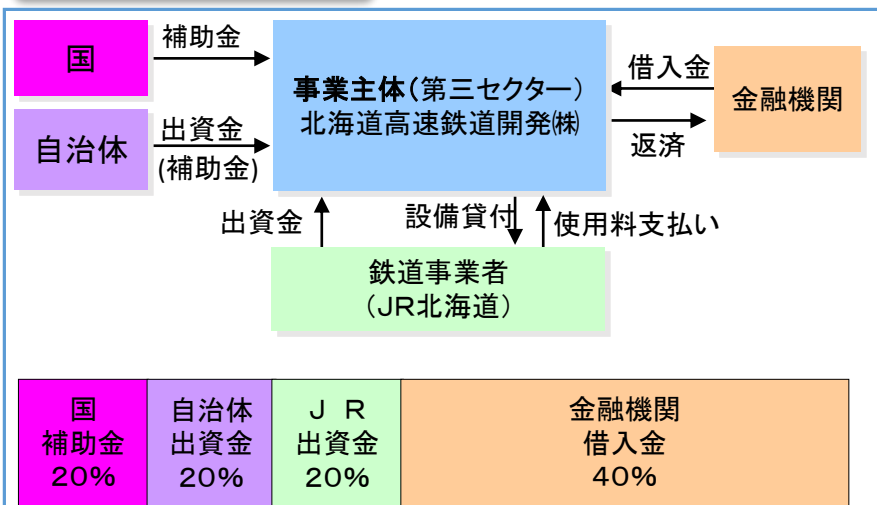 国
補助金
事業主体(第三セクター)
北海道高速鉄道開発㈱
借入金
金融機関
返済
自治体
出資金
(補助金)
出資金
設備貸付
使用料支払い
鉄道事業者
（JR北海道）
国
補助金
20%
自治体
出資金
20%
J R
出資金
20%
金融機関
借入金
40%